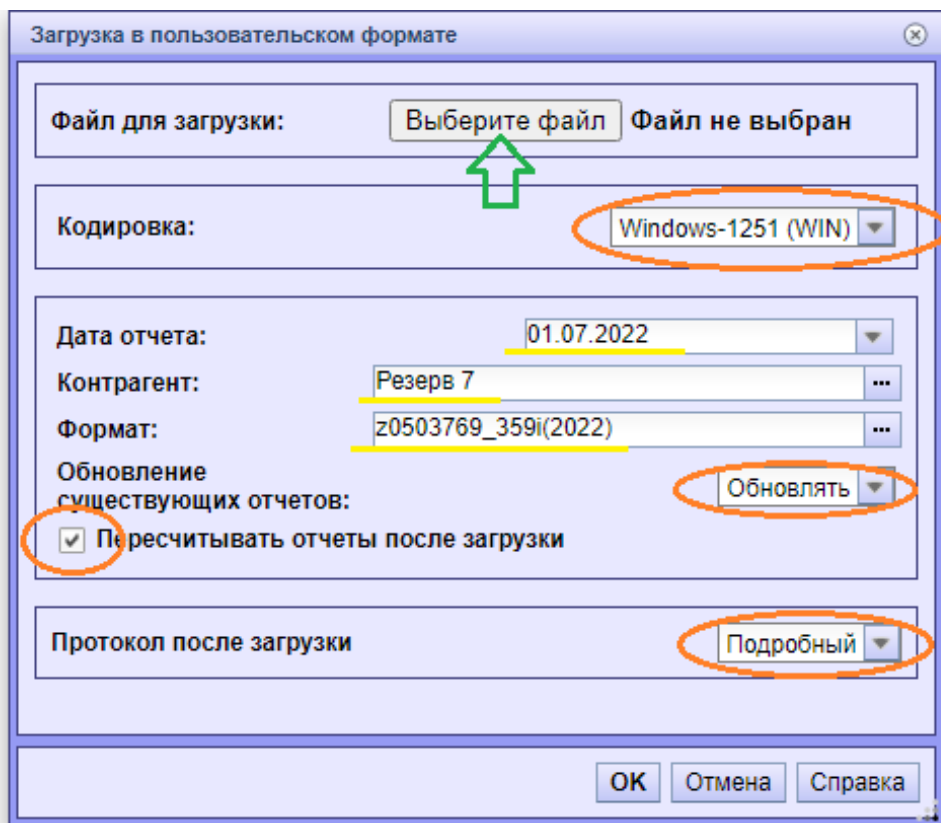 Загрузка в пользовательском формате
Файл для загрузки: Выберите файл Файл не выбран
Кодировка: Windows-1251 (WIN)
Дата отчета: 01.07.2022
Контрагент: Резерв 7 ...
Формат: z0503769_359i(2022) ...
Обновление
существующих отчетов: Обновлять
Пересчитывать отчеты после загрузки
Протокол после загрузки Подробный
OK Отмена Справка